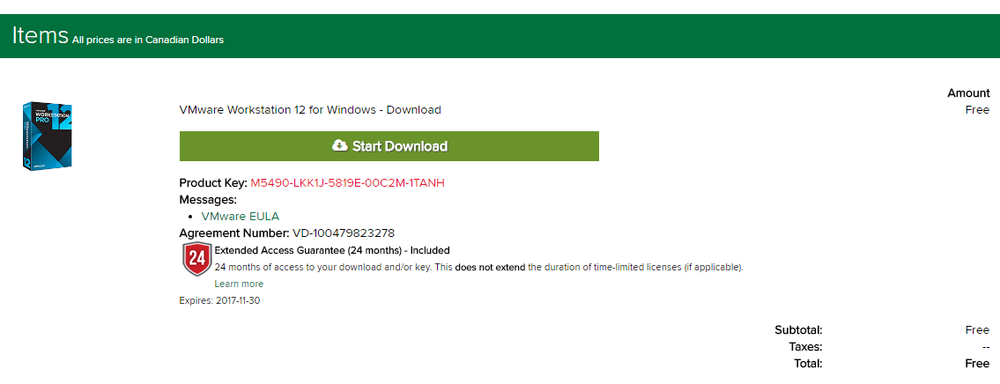 Items All prices are in Canadian Dollars
Amount
VMware Workstation 12 for Windows - Download
Free
WORKSTATION
PRO 12
Start Download
Product Key: M5490-LKK1J-5819E-00C2M-1TANH
Messages:
• VMware EULA
Agreement Number: VD-100479823278
24
Extended Access Guarantee (24 months) - Included
24 months of access to your download and/or key. This does not extend the duration of time-limited licenses (if applicable).
Learn more
Expires: 2017-11-30
Subtotal: Free
Taxes: --
Total: Free